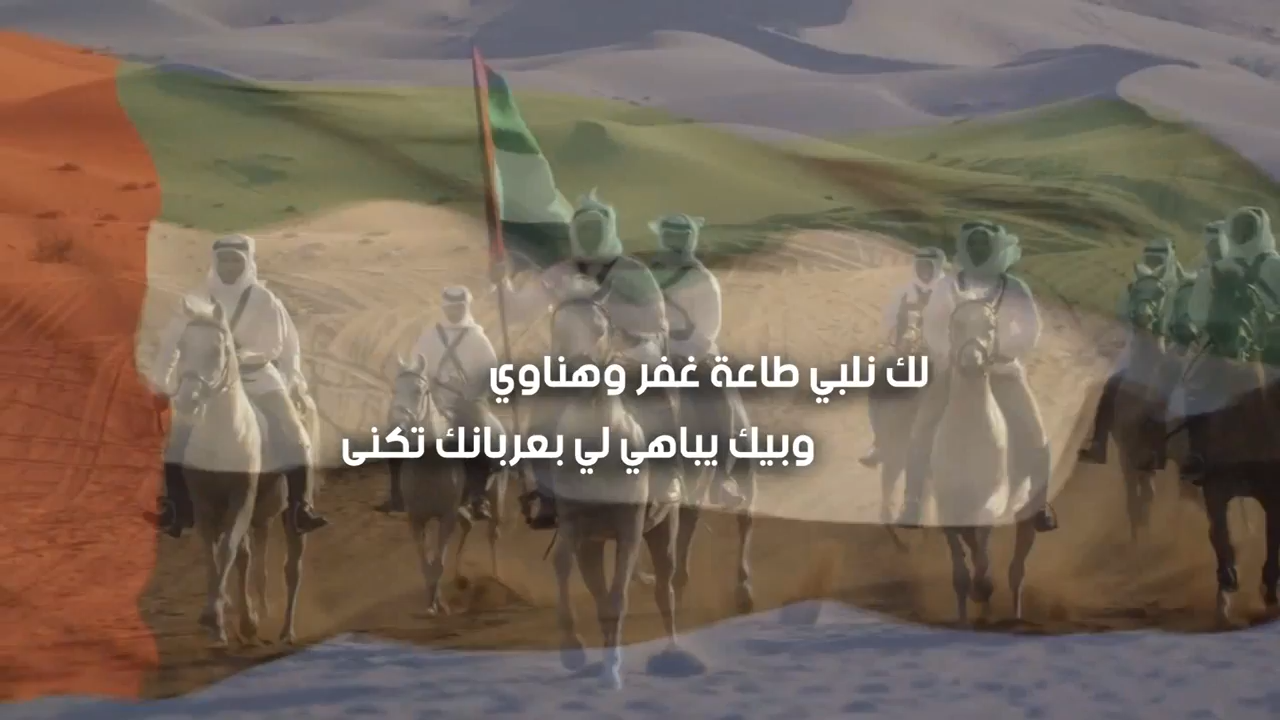 لك نلبي طاعة غفر وهناوي
وبيك يباهي لي بعربانك تكنى